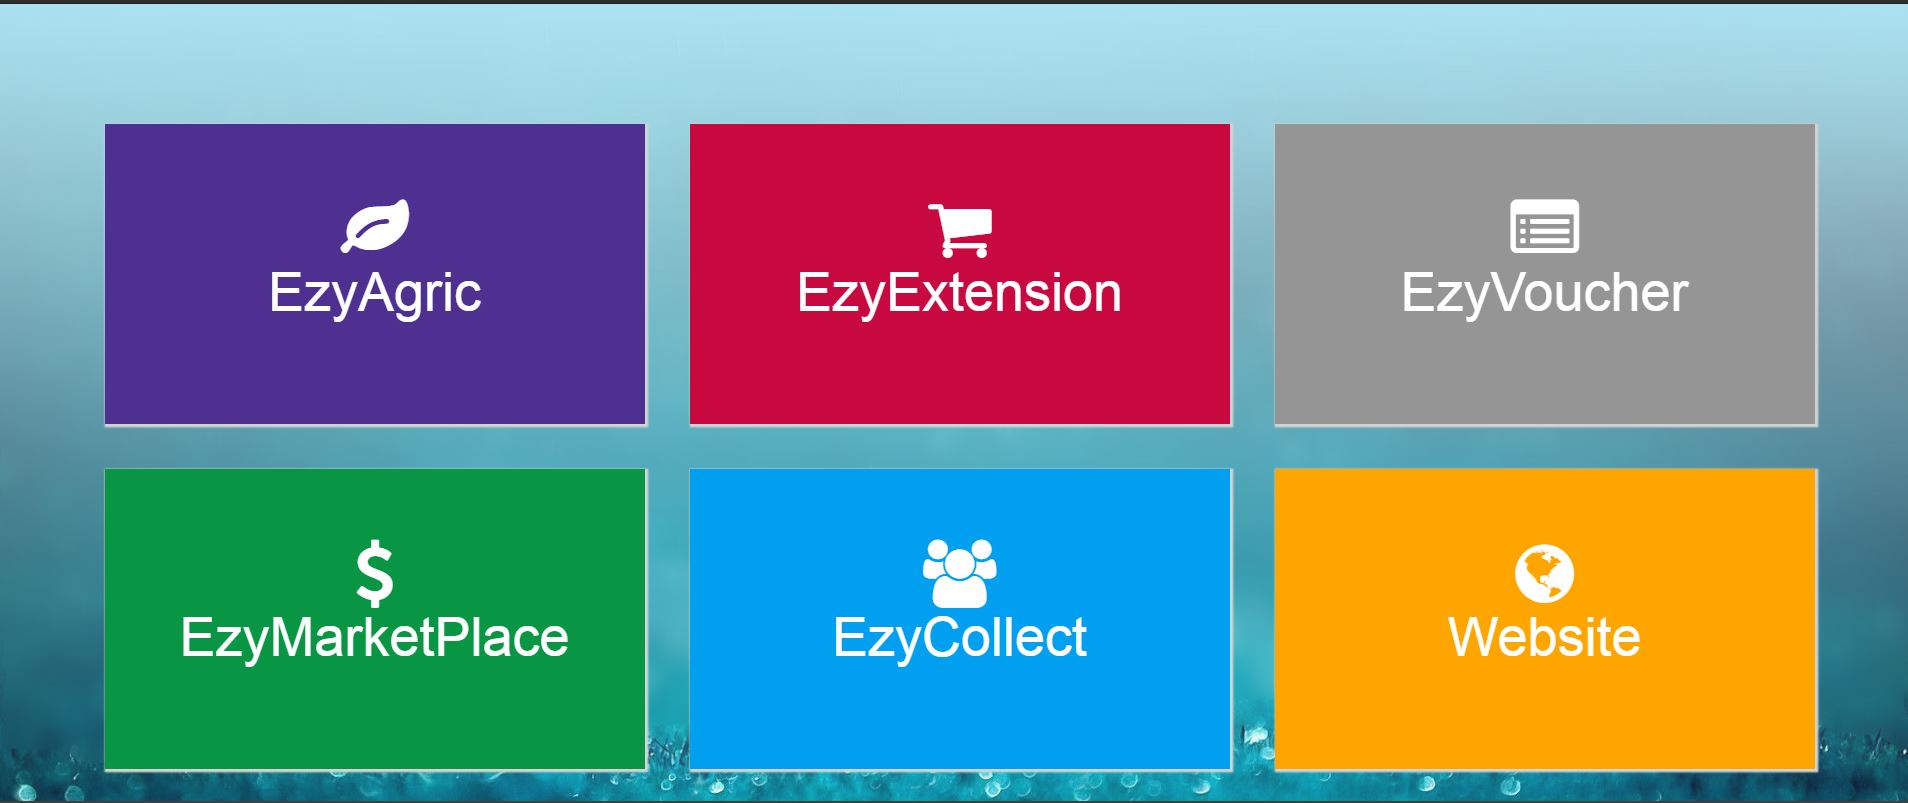 EzyAgric
EzyExtension
EzyVoucher
EzyMarketPlace
EzyCollect
Website